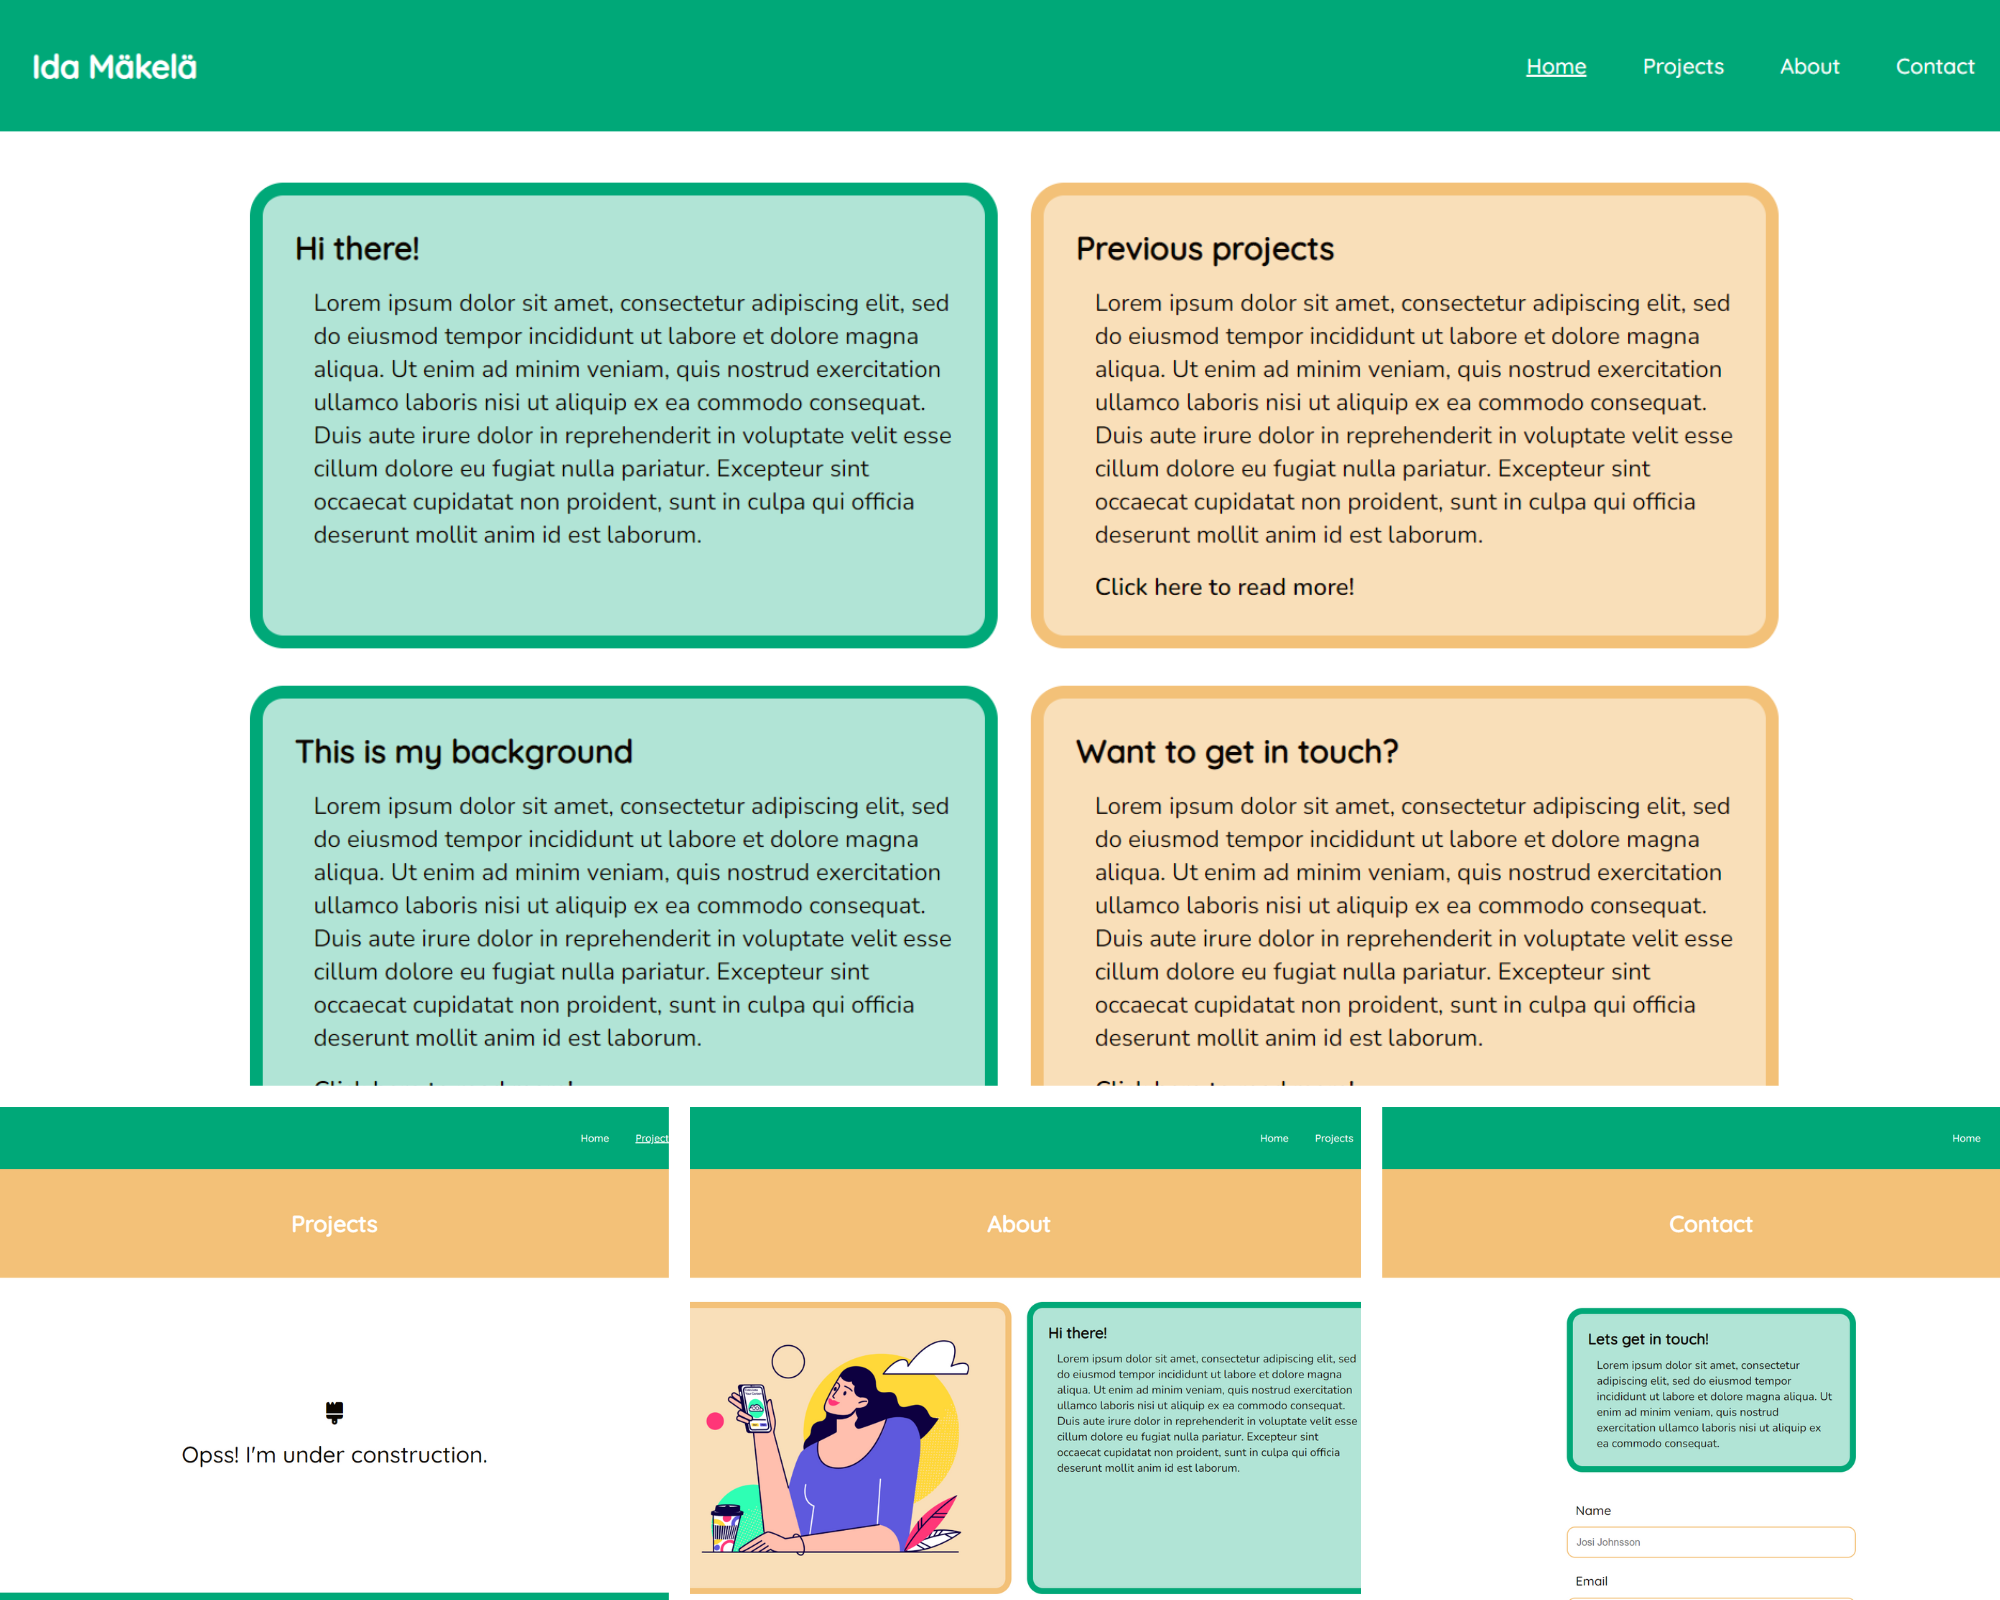 Ida Mäkelä
Home Projects About Contact
Hi there!
Lorem ipsum dolor sit amet, consectetur adipiscing elit, sed
do eiusmod tempor incididunt ut labore et dolore magna
aliqua. Ut enim ad minim veniam, quis nostrud exercitation
ullamco laboris nisi ut aliquip ex ea commodo consequat.
Duis aute irure dolor in reprehenderit in voluptate velit esse
cillum dolore eu fugiat nulla pariatur. Excepteur sint
occaecat cupidatat non proident, sunt in culpa qui officia
deserunt mollit anim id est laborum.
Previous projects
Lorem ipsum dolor sit amet, consectetur adipiscing elit, sed
do eiusmod tempor incididunt ut labore et dolore magna
aliqua. Ut enim ad minim veniam, quis nostrud exercitation
ullamco laboris nisi ut aliquip ex ea commodo consequat.
Duis aute irure dolor in reprehenderit in voluptate velit esse
cillum dolore eu fugiat nulla pariatur. Excepteur sint
occaecat cupidatat non proident, sunt in culpa qui officia
deserunt mollit anim id est laborum.
Click here to read more!
This is my background
Lorem ipsum dolor sit amet, consectetur adipiscing elit, sed
do eiusmod tempor incididunt ut labore et dolore magna
aliqua. Ut enim ad minim veniam, quis nostrud exercitation
ullamco laboris nisi ut aliquip ex ea commodo consequat.
Duis aute irure dolor in reprehenderit in voluptate velit esse
cillum dolore eu fugiat nulla pariatur. Excepteur sint
occaecat cupidatat non proident, sunt in culpa qui officia
deserunt mollit anim id est laborum.
Want to get in touch?
Lorem ipsum dolor sit amet, consectetur adipiscing elit, sed
do eiusmod tempor incididunt ut labore et dolore magna
aliqua. Ut enim ad minim veniam, quis nostrud exercitation
ullamco laboris nisi ut aliquip ex ea commodo consequat.
Duis aute irure dolor in reprehenderit in voluptate velit esse
cillum dolore eu fugiat nulla pariatur. Excepteur sint
occaecat cupidatat non proident, sunt in culpa qui officia
deserunt mollit anim id est laborum.
Home Project
Projects
Opss! I'm under construction.
Home Projects
About
Hi there!
Lorem ipsum dolor sit amet, consectetur adipiscing elit, sed
do eiusmod tempor incididunt ut labore et dolore magna
aliqua. Ut enim ad minim veniam, quis nostrud exercitation
ullamco laboris nisi ut aliquip ex ea commodo consequat.
Duis aute irure dolor in reprehenderit in voluptate velit esse
cillum dolore eu fugiat nulla pariatur. Excepteur sint
occaecat cupidatat non proident, sunt in culpa qui officia
deserunt mollit anim id est laborum.
Home
Contact
Lets get in touch!
Lorem ipsum dolor sit amet, consectetur
adipiscing elit, sed do eiusmod tempor
incididunt ut labore et dolore magna aliqua. Ut
enim ad minim veniam, quis nostrud
exercitation ullamco laboris nisi ut aliquip ex
ea commodo consequat.
Name
Josi Johnsson
Email